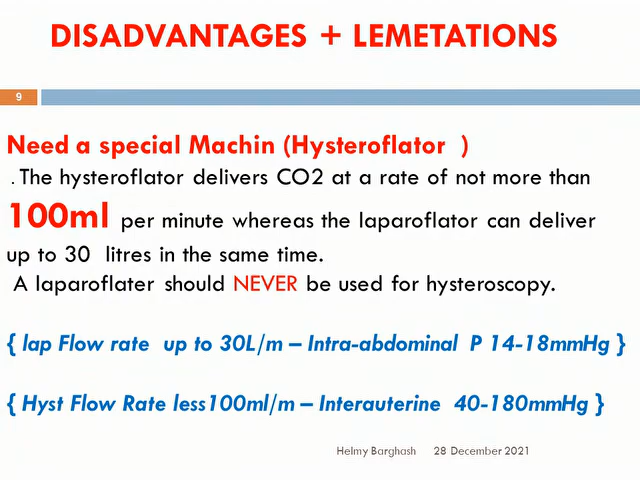 DISADVANTAGES + LEMETATIONS
9
Need a special Machin (Hysteroflator )
. The hysteroflator delivers CO2 at a rate of not more than
100ml per minute whereas the laparoflator can deliver
up to 30 litres in the same time.
A laparoflater should NEVER be used for hysteroscopy.
{ lap Flow rate up to 30L/m – Intra-abdominal P 14-18mmHg }
{ Hyst Flow Rate less100ml/m – Interauterine 40-180mmHg }
Helmy Barghash 28 December 2021